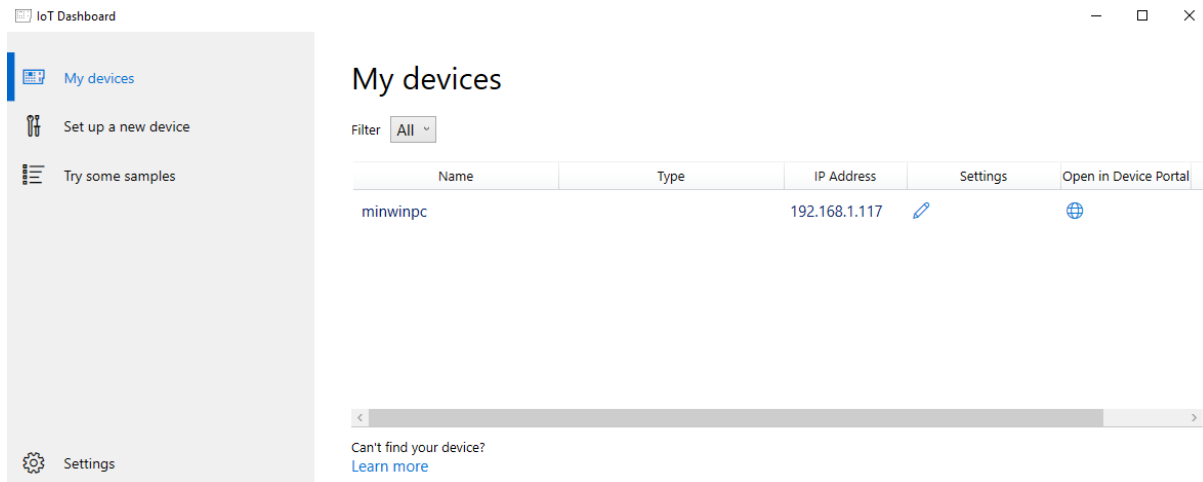 IoT Dashboard
My devices
Set up a new device
Try some samples
Settings
My devices
Filter All
Name Type IP Address Settings Open in Device Portal
minwinpc 192.168.1.117
Can't find your device?
Learn more